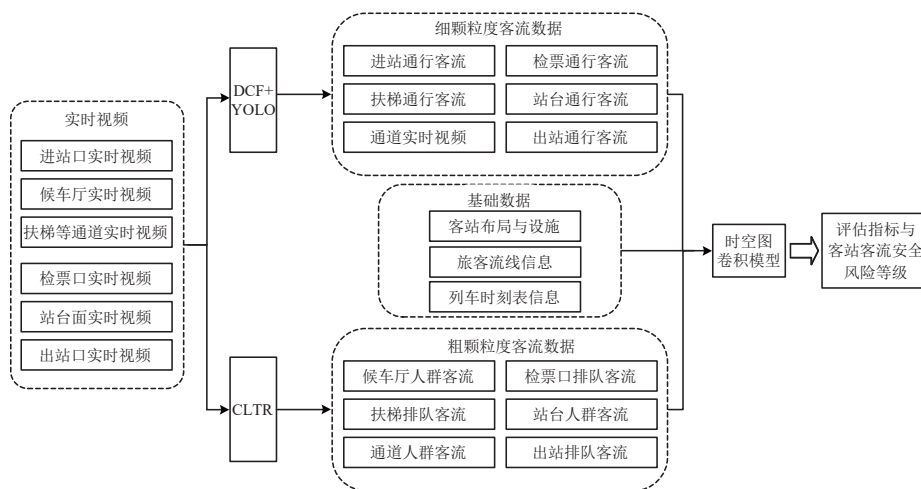 实时视频
进站口实时视频
候车厅实时视频
扶梯等通道实时视频
检票口实时视频
站台面实时视频
出站口实时视频
DCF+
YOLO
CLTR
细颗粒度客流数据
进站通行客流
检票通行客流
扶梯通行客流
站台通行客流
通道实时视频
出站通行客流
基础数据
客站布局与设施
旅客流线信息
列车时刻表信息
粗颗粒度客流数据
候车厅人群客流
检票口排队客流
扶梯排队客流
站台人群客流
通道人群客流
出站排队客流
时空图
卷积模型
评估指标与
客站客流安全
风险等级